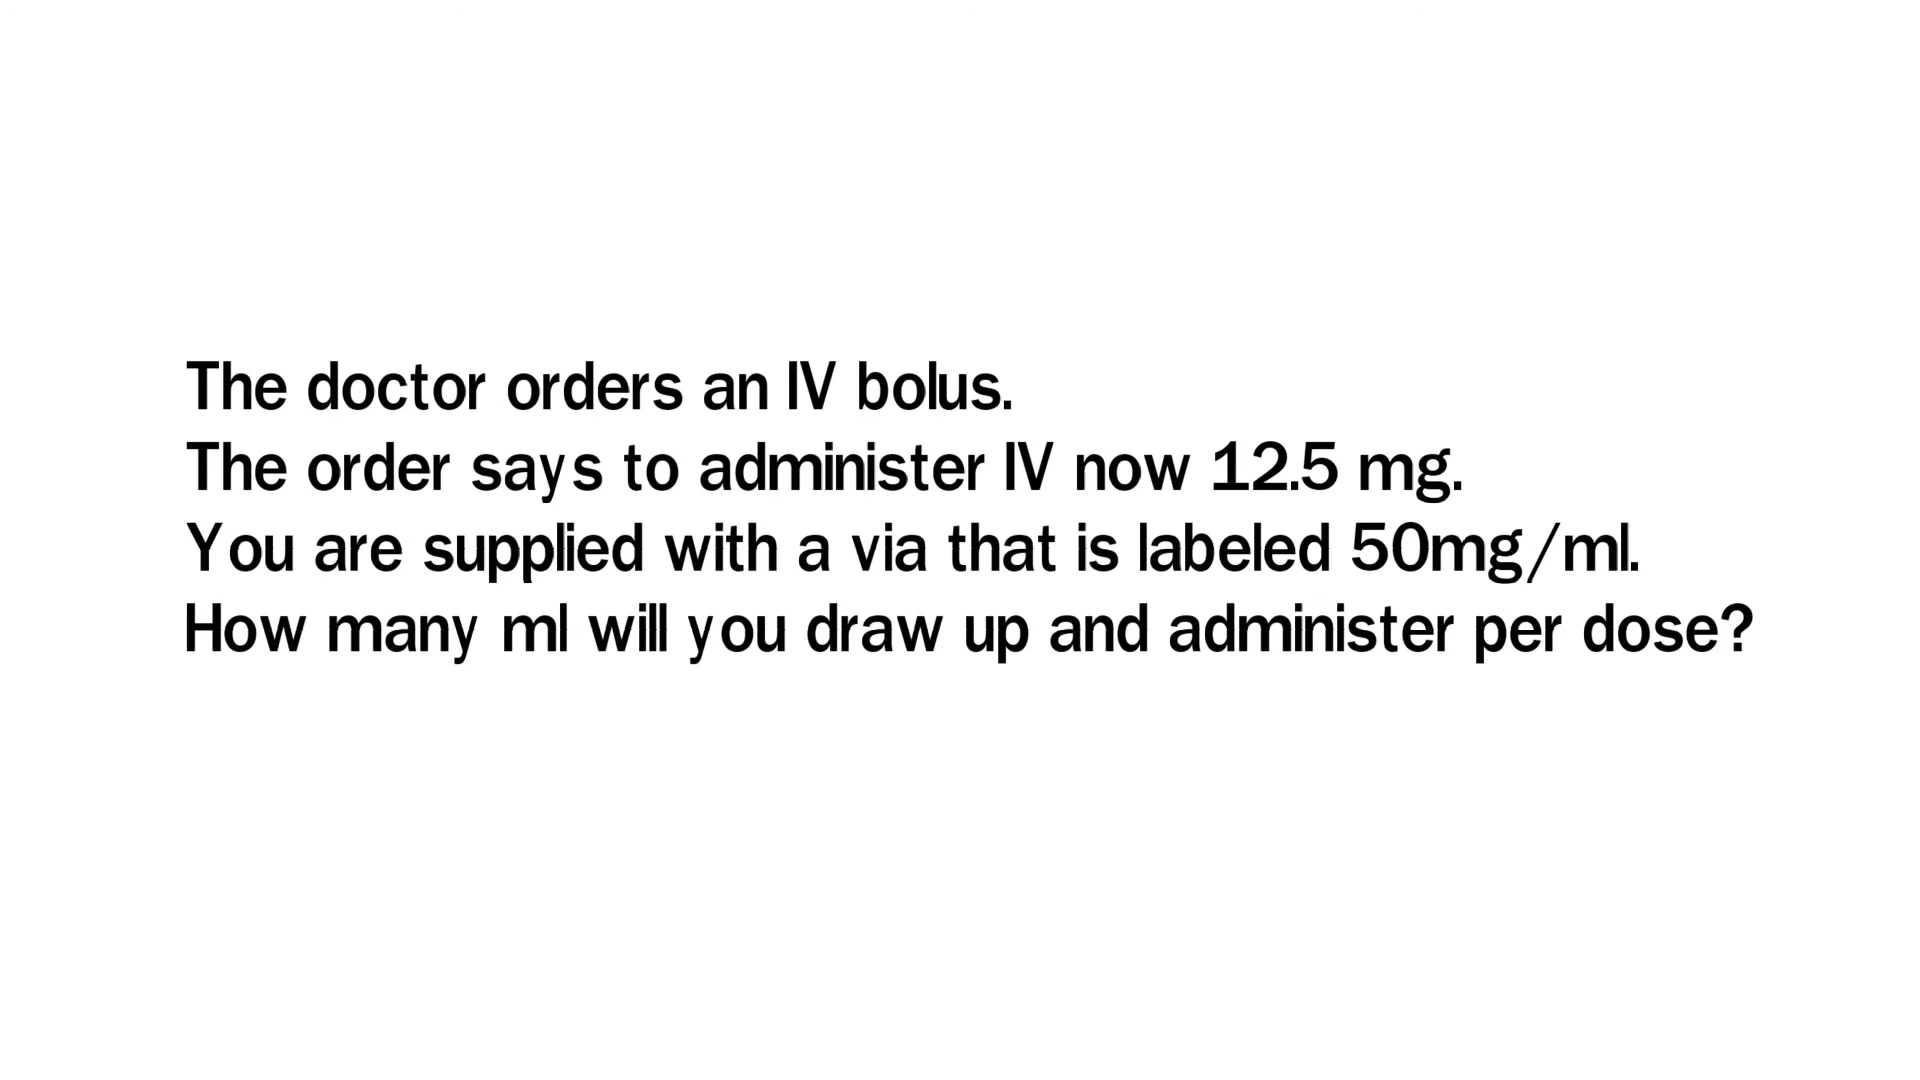 The doctor orders an IV bolus.
The order says to administer IV now 12.5 mg.
You are supplied with a via that is labeled 50mg/ml.
How many ml will you draw up and administer per dose?